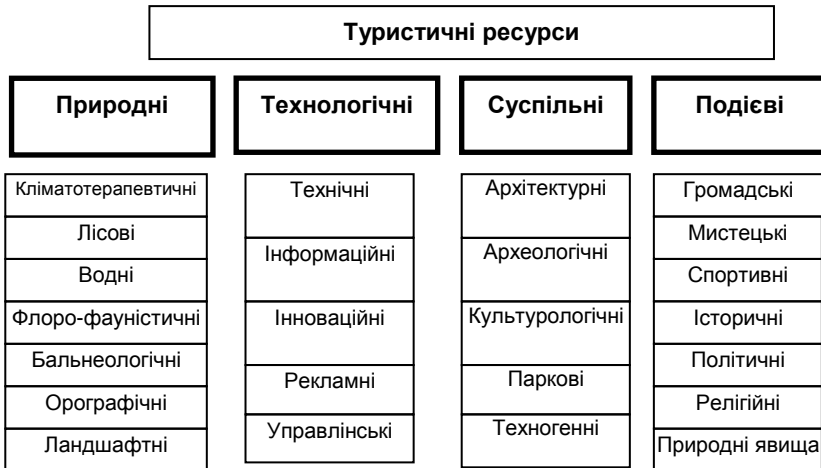 Туристичні ресурси
Природні
Технологічні
Суспільні
Подієві
Кліматотерапевтичні
Лісові
Водні
Флоро-фауністичні
Бальнеологічні
Орографічні
Ландшафтні
Технічні
Інформаційні
Інноваційні
Рекламні
Управлінські
Архітектурні
Археологічні
Культурологічні
Паркові
Техногенні
Громадські
Мистецькі
Спортивні
Історичні
Політичні
Релігійні
Природні явища